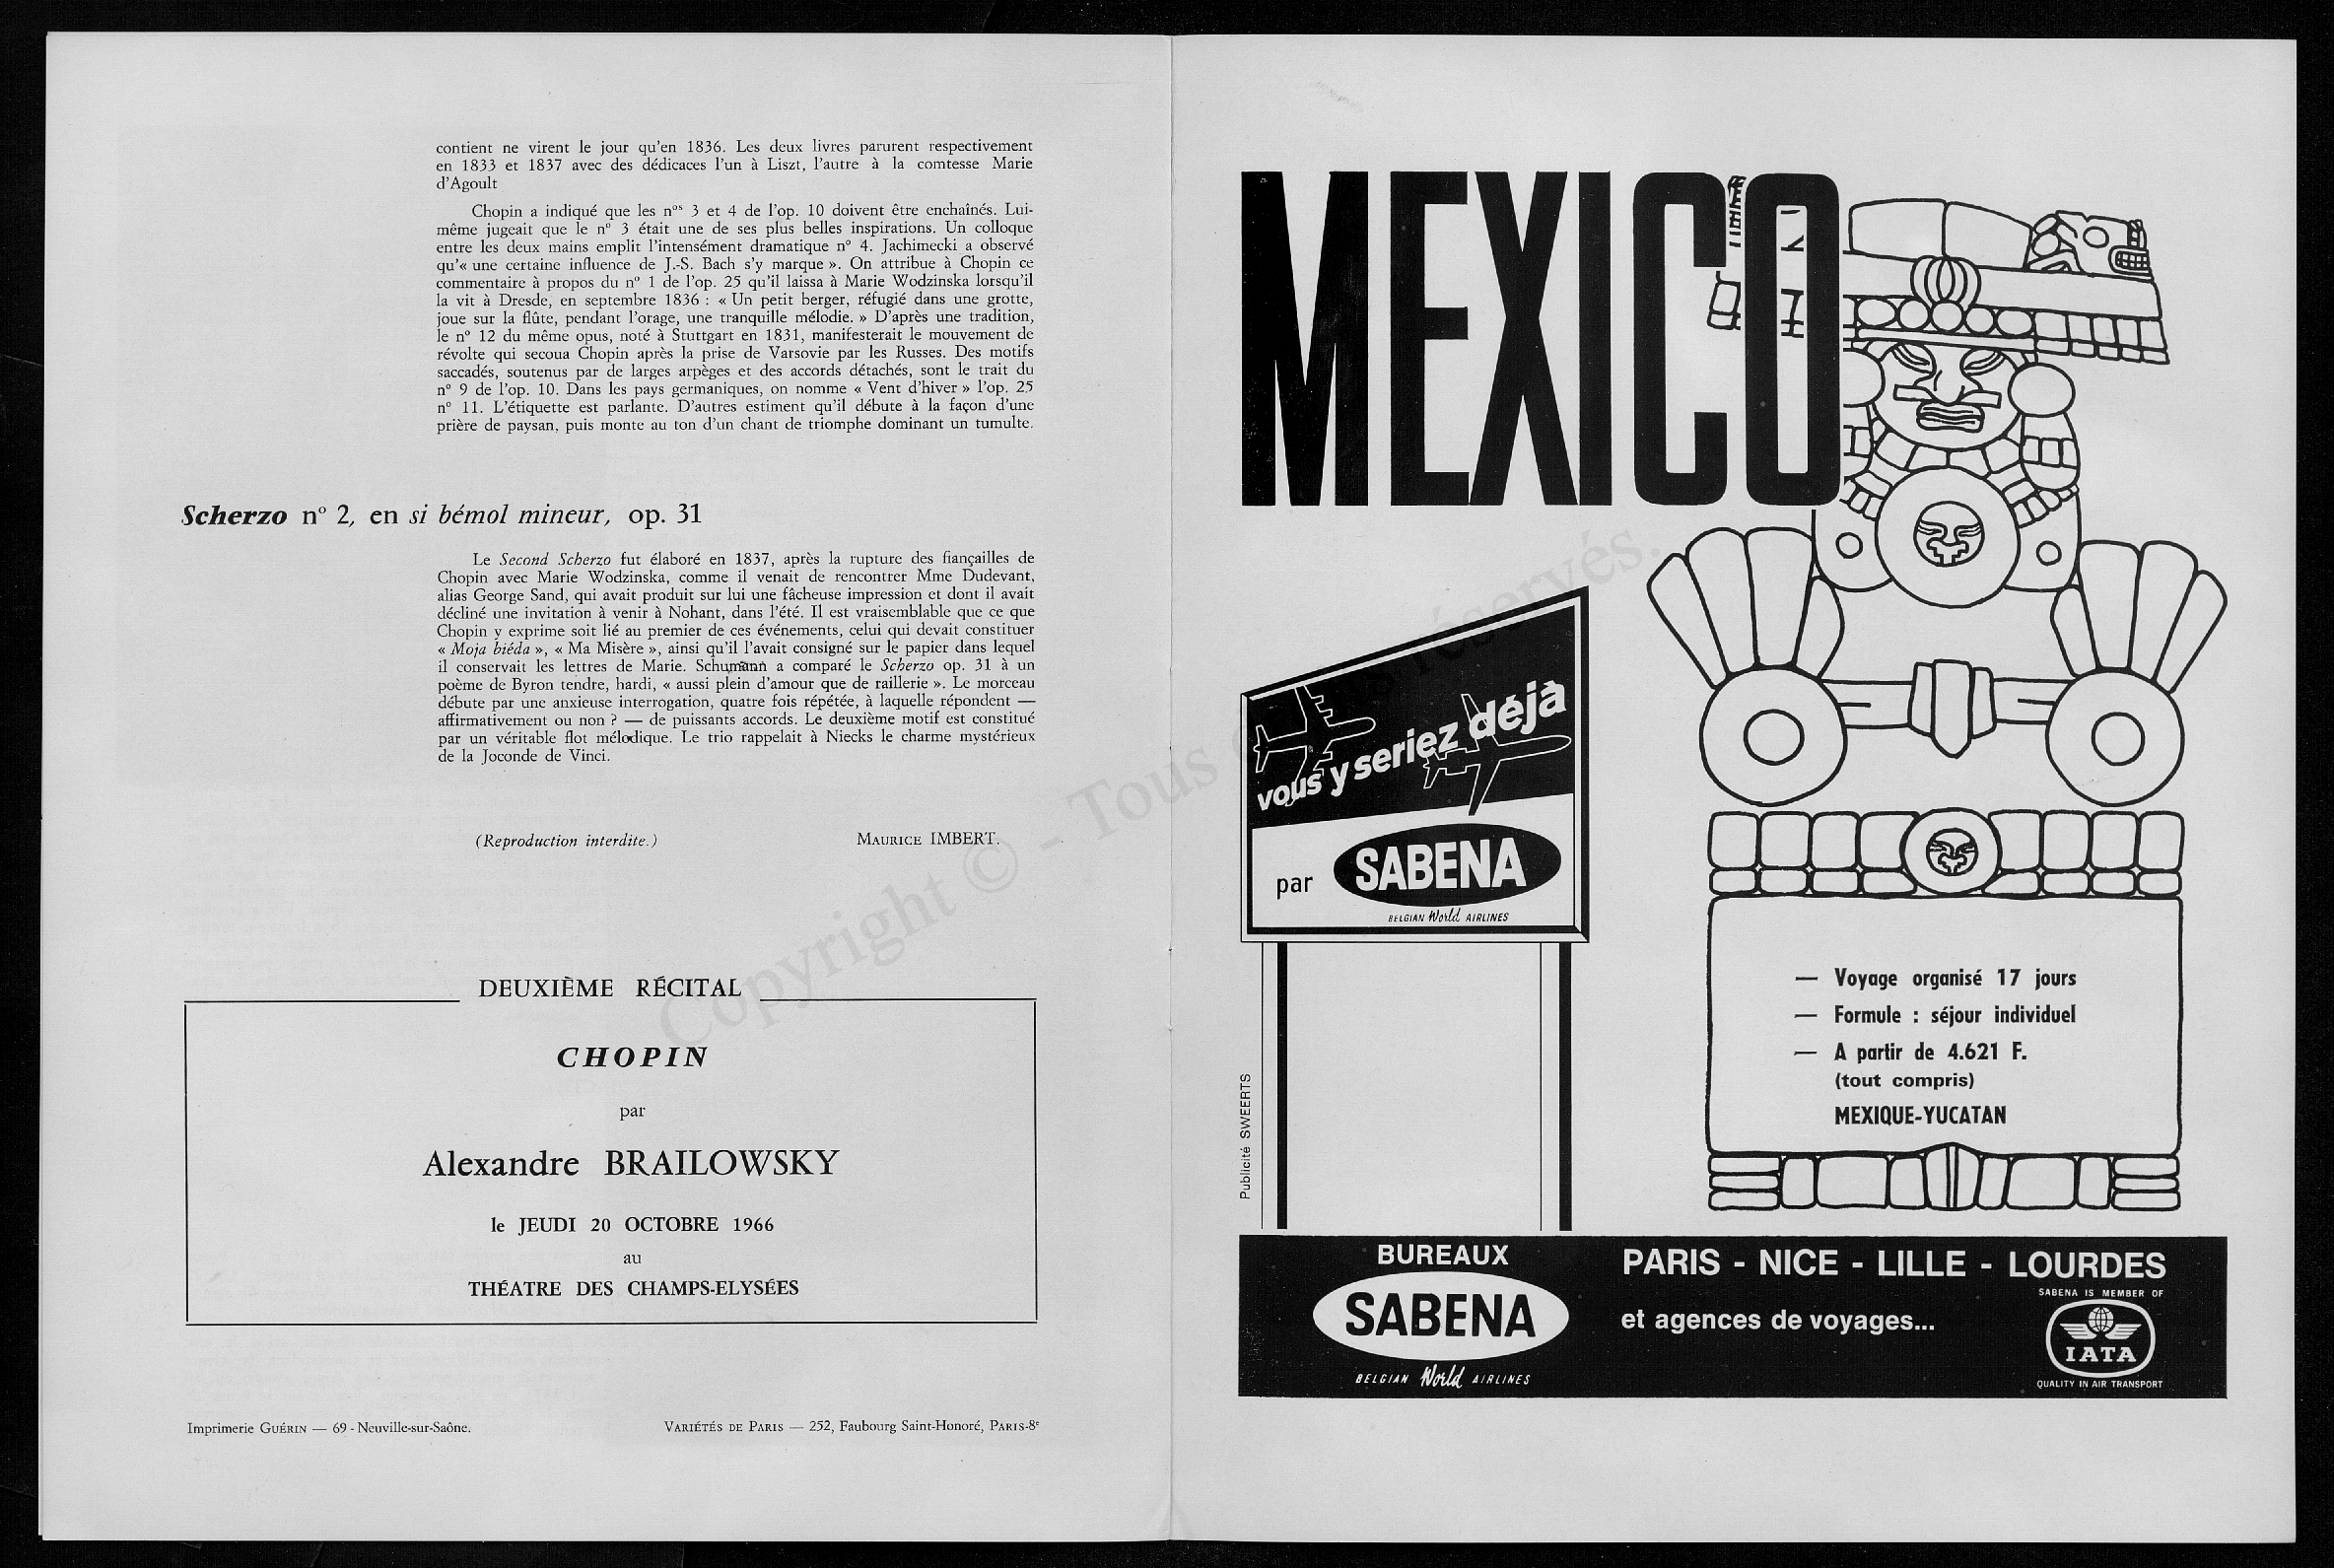 contient ne virent le jour qu'en 1836. Les deux livres parurent respectivement
en 1833 et 1837 avec des dédicaces l'un à Liszt, l'autre à la comtesse Marie
d'Agoult
Chopin a indiqué que les nos 3 et 4 de l'op. 10 doivent être enchaînés. Lui-
même jugeait que le n° 3 était une de ses plus belles inspirations. Un colloque
entre les deux mains emplit l'intensément dramatique n° 4. Jachimecki a observé
qu'« une certaine influence de J.-S. Bach s'y marque ». On attribue à Chopin ce
commentaire à propos du n° 1 de l'op. 25 qu'il laissa à Marie Wodzinska lorsqu'il
la vit à Dresde, en septembre 1836 : « Un petit berger, réfugié dans une grotte,
joue sur la flûte, pendant l'orage, une tranquille mélodie. » D'après une tradition,
le n° 12 du même opus, noté à Stuttgart en 1831, manifesterait le mouvement de
révolte qui secoua Chopin après la prise de Varsovie par les Russes. Des motifs
saccadés, soutenus par de larges arpèges et des accords détachés, sont le trait du
n° 9 de l'op. 10. Dans les pays germaniques, on nomme « Vent d'hiver » l'op. 25
n° 11. L'étiquette est parlante. D'autres estiment qu'il débute à la façon d'une
prière de paysan, puis monte au ton d'un chant de triomphe dominant un tumulte.
Scherzo n° 2, en si bémol mineur, op. 31
Le Second Scherzo fut élaboré en 1837, après la rupture des fiançailles de
Chopin avec Marie Wodzinska, comme il venait de rencontrer Mme Dudevant,
alias George Sand, qui avait produit sur lui une fâcheuse impression et dont il avait
décliné une invitation à venir à Nohant, dans l'été. Il est vraisemblable que ce que
Chopin y exprime soit lié au premier de ces événements, celui qui devait constituer
« Moja biéda », « Ma Misère », ainsi qu'il l'avait consigné sur le papier dans lequel
il conservait les lettres de Marie. Schumann a comparé le Scherzo op. 31 à un
poème de Byron tendre, hardi, « aussi plein d'amour que de raillerie ». Le morceau
débute par une anxieuse interrogation, quatre fois répétée, à laquelle répondent —
affirmativement ou non ? — de puissants accords. Le deuxième motif est constitué
par un véritable flot mélodique. Le trio rappelait à Niecks le charme mystérieux
de la Joconde de Vinci.
(Reproduction interdite.) MAURICE IMBERT.
DEUXIÈME RÉCITAL
CHOPIN
par
Alexandre BRAILOWSKY
le JEUDI 20 OCTOBRE 1966
au
THÉATRE DES CHAMPS-ELYSÉES
Imprimerie GUÉRIN — 69 - Neuville-sur-Saône. VARIÉTÉS DE PARIS — 252, Faubourg Saint-Honoré, PARIS-8e
MEXICO
vous y seriez déjà
par SABENA
BELGIAN World AIRLINES
— Voyage organisé 17 jours
— Formule : séjour individuel
— A partir de 4.621 F.
(tout compris)
MEXIQUE-YUCATAN
Publicité SWEERTS
BUREAUX
SABENA
BELGIAN World AIRLINES
PARIS - NICE - LILLE - LOURDES
et agences de voyages...
SABENA IS MEMBER OF
IATA
QUALITY IN AIR TRANSPORT
Copyright © - Tous droits réservés.